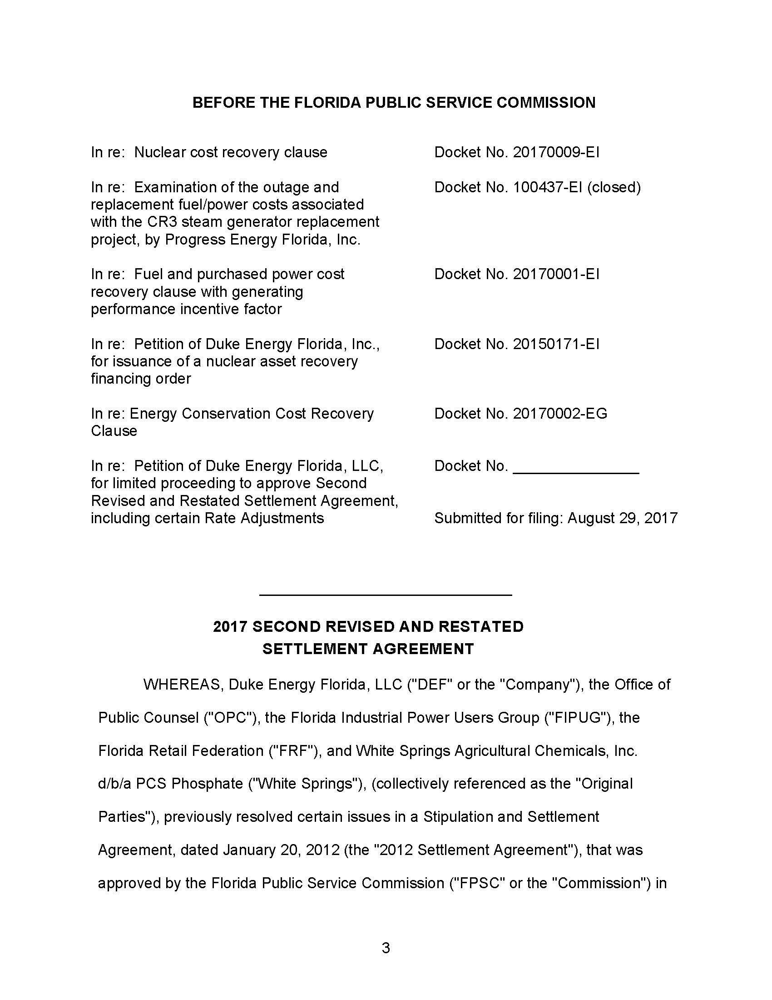 BEFORE THE FLORIDA PUBLIC SERVICE COMMISSION
In re:  Nuclear cost recovery clause
Docket No. 20170009-EI
In re:  Examination of the outage and
Docket No. 100437-EI (closed)
replacement fuel/power costs associated
with the CR3 steam generator replacement
project, by Progress Energy Florida, Inc.
In re:  Fuel and purchased power cost
Docket No. 20170001-EI
recovery clause with generating
performance incentive factor
In re:  Petition of Duke Energy Florida, Inc.,
Docket No. 20150171-EI
for issuance of a nuclear asset recovery
financing order
In re: Energy Conservation Cost Recovery
Docket No. 20170002-EG
Clause
In re:  Petition of Duke Energy Florida, LLC,
Docket No. _______________
for limited proceeding to approve Second
Revised and Restated Settlement Agreement,
including certain Rate Adjustments
Submitted for filing: August 29, 2017
2017 SECOND REVISED AND RESTATED
SETTLEMENT AGREEMENT
WHEREAS, Duke Energy Florida, LLC ("DEF" or the "Company"), the Office of
Public Counsel ("OPC"), the Florida Industrial Power Users Group ("FIPUG"), the
Florida Retail Federation ("FRF"), and White Springs Agricultural Chemicals, Inc.
d/b/a PCS Phosphate ("White Springs"), (collectively referenced as the "Original
Parties"), previously resolved certain issues in a Stipulation and Settlement
Agreement, dated January 20, 2012 (the "2012 Settlement Agreement"), that was
approved by the Florida Public Service Commission ("FPSC" or the "Commission") in
3